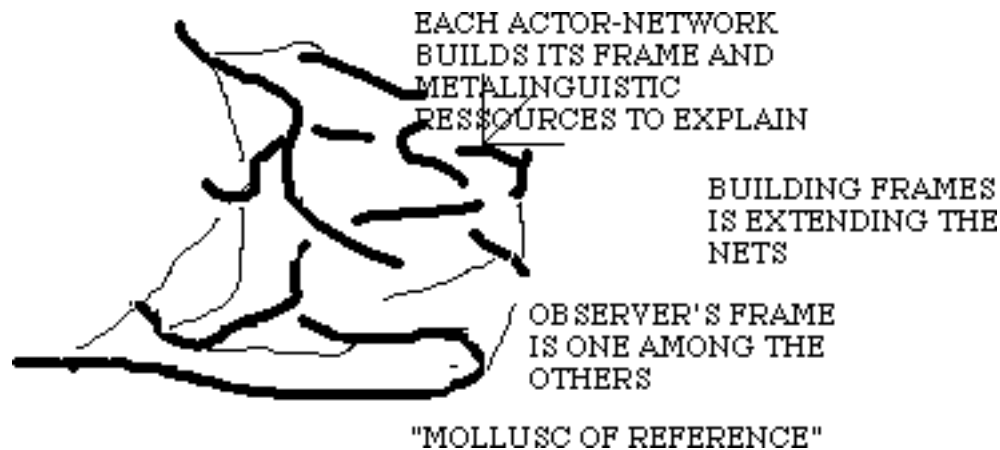 EACH ACTOR-NETWORK
BUILDS ITS FRAME AND
METALINGUISTIC
RESSOURCES TO EXPLAIN
BUILDING FRAMES
IS EXTENDING THE
NETS
OBSERVER'S FRAME
IS ONE AMONG THE
OTHERS
"MOLLUSC OF REFERENCE"